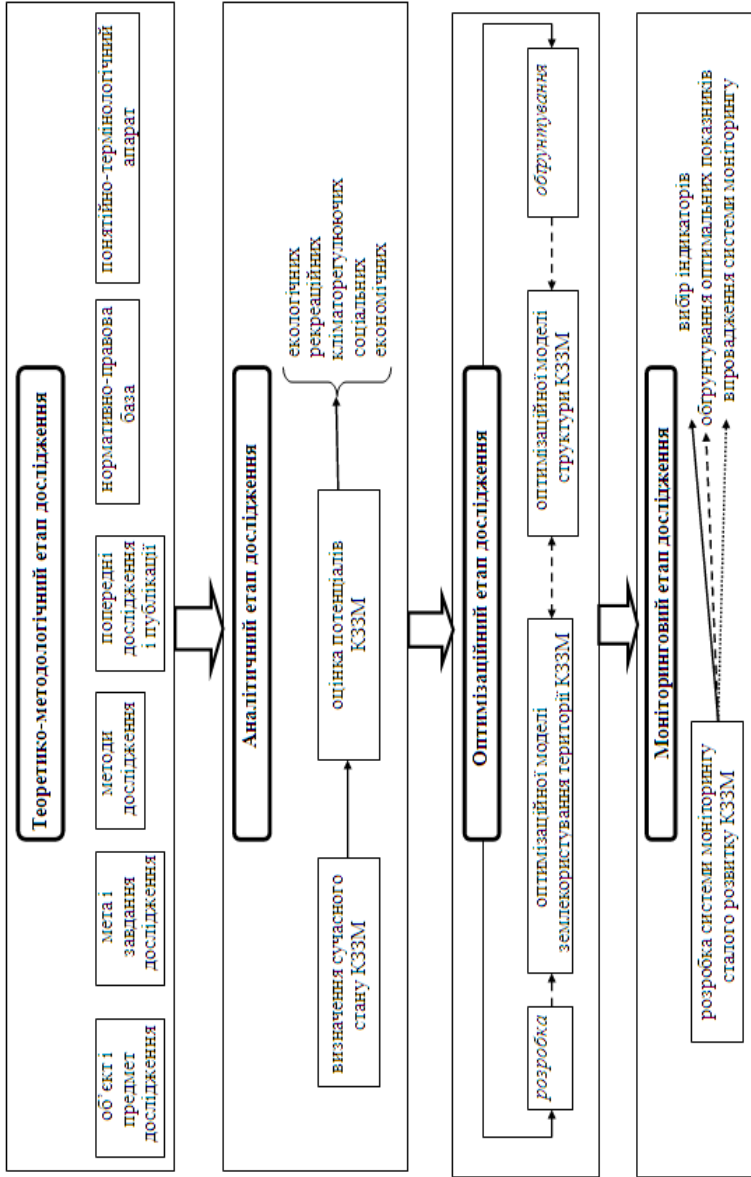 Теоретико-методологічний етап дослідження
об’єкт і
предмет
дослідження
мета і
завдання
дослідження
методи
дослідження
попередні
дослідження
і публікації
нормативно-правова
база
понятійно-термінологічний
апарат
Аналітичний етап дослідження
визначення сучасного
стану КЗЗМ
оцінка потенціалів
КЗЗМ
екологічних
рекреаційних
кліматорегулюючих
соціальних
економічних
Оптимізаційний етап дослідження
розробка
оптимізаційної моделі
землекористування території КЗЗМ
оптимізаційної моделі
структури КЗЗМ
обґрунтування
Моніторинговий етап дослідження
розробка системи моніторингу
сталого розвитку КЗЗМ
вибір індикаторів
обґрунтування оптимальних показників
впровадження системи моніторингу